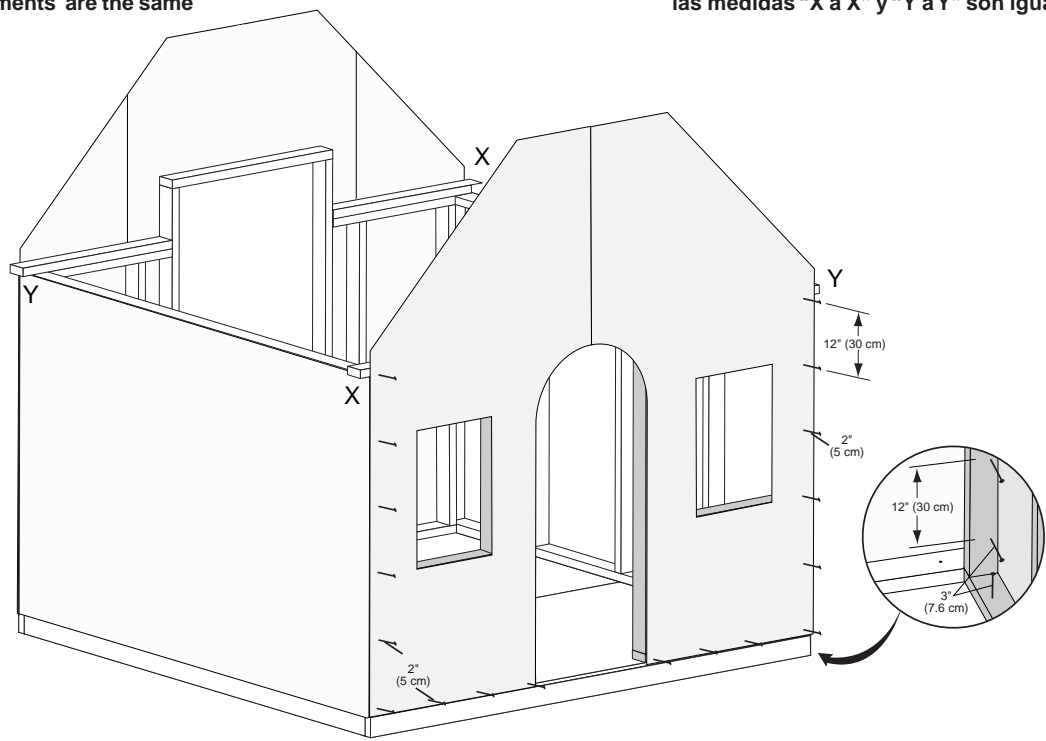 ments' are the same
las medidas "X a X" y "Y a Y" son
X
Y
Y
12" (30 cm)
X
2"
(5 cm)
12" (30 cm)
3"
(7.6 cm)
2"
(5 cm)